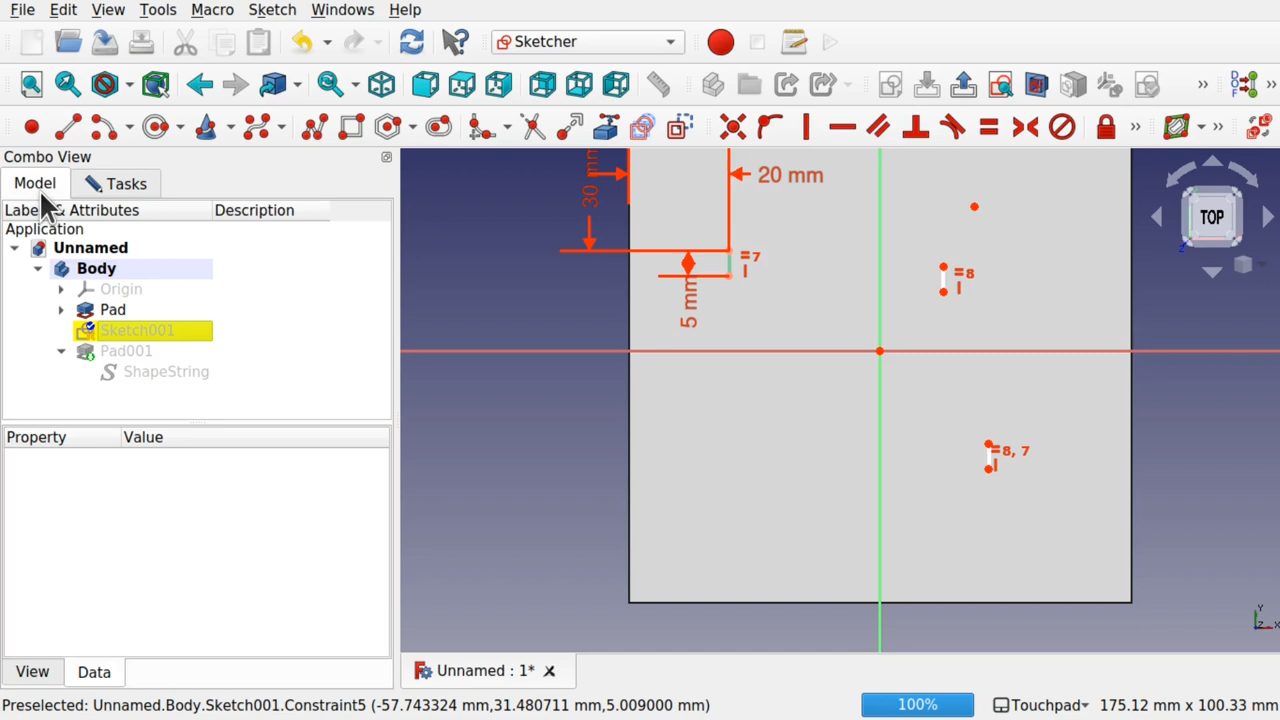 File Edit View Tools Macro Sketch Windows Help
Sketcher
Combo View
Model Tasks
Labels & Attributes Description
Application
Unnamed
Body
Origin
Pad
Sketch001
Pad001
ShapeString
Property Value
View Data
30 mm
20 mm
=7
5 mm
=8
=8, 7
TOP
Z
Y
Z X
Unnamed : 1*
Preselected: Unnamed.Body.Sketch001.Constraint5 (-57.743324 mm,31.480711 mm,5.009000 mm)
100%
Touchpad
175.12 mm x 100.33 mm